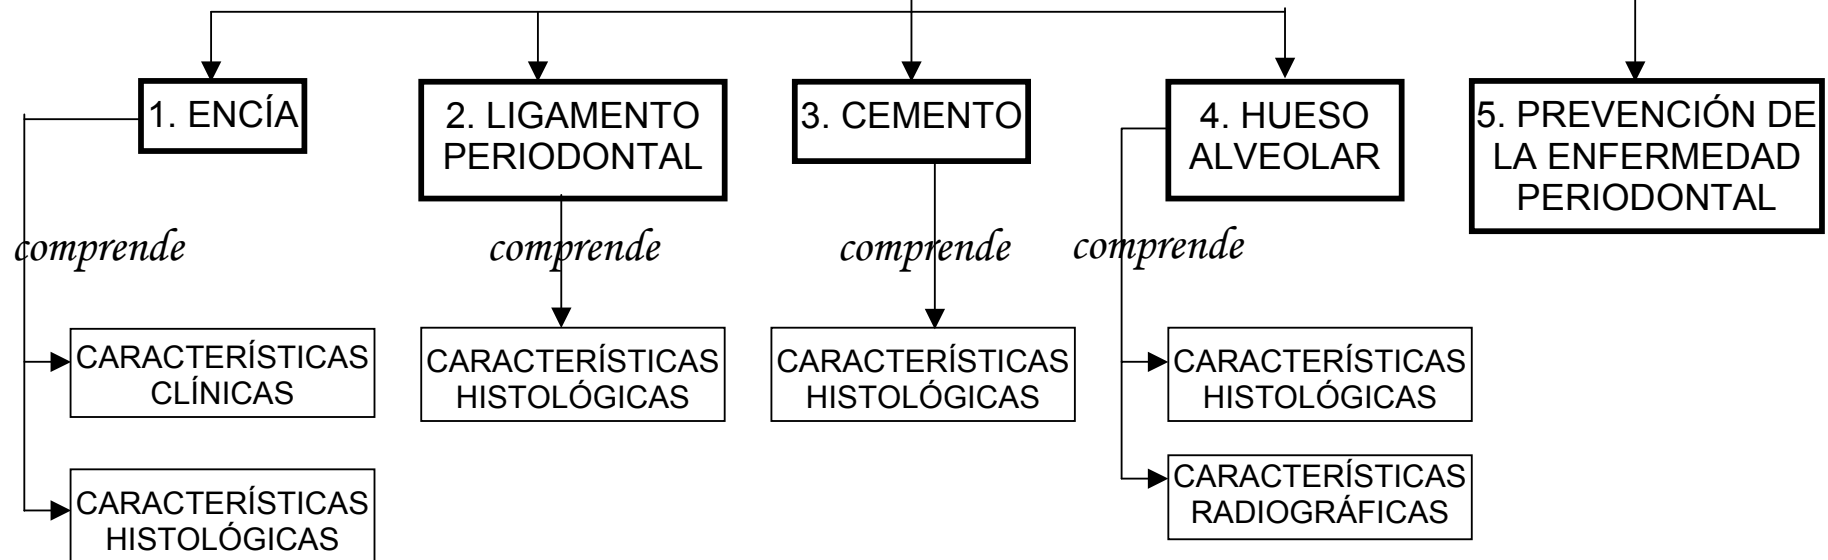 1. ENCÍA
2. LIGAMENTO
PERIODONTAL
3. CEMENTO
4. HUESO
ALVEOLAR
5. PREVENCIÓN DE
LA ENFERMEDAD
PERIODONTAL
comprende
comprende
comprende
comprende
CARACTERÍSTICAS
CLÍNICAS
CARACTERÍSTICAS
HISTOLÓGICAS
CARACTERÍSTICAS
HISTOLÓGICAS
CARACTERÍSTICAS
HISTOLÓGICAS
CARACTERÍSTICAS
HISTOLÓGICAS
CARACTERÍSTICAS
RADIOGRÁFICAS